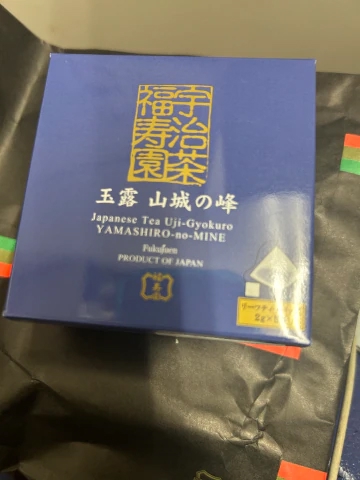 宇治茶
福寿園
玉露 山城の峰
Japanese Tea Uji-Gyokuro
YAMASHIRO-no-MINE
Fukujuen
PRODUCT OF JAPAN